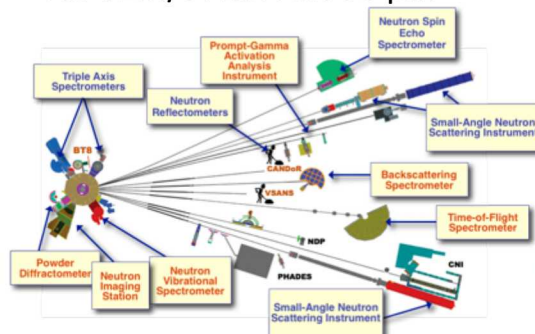 Neutron Spin
Echo
Spectrometer
Prompt-Gamma
Activation
Analysis
Instrument
Triple Axis
Spectrometers
Neutron
Reflectometers
Small-Angle Neutron
Scattering Instrument
BT8
CANDoR
Backscattering
Spectrometer
VSANS
Time-of-Flight
Spectrometer
NDP
Powder
Diffractometer
Neutron
Imaging
Station
Neutron
Vibrational
Spectrometer
PHADES
CNI
Small-Angle Neutron
Scattering Instrument